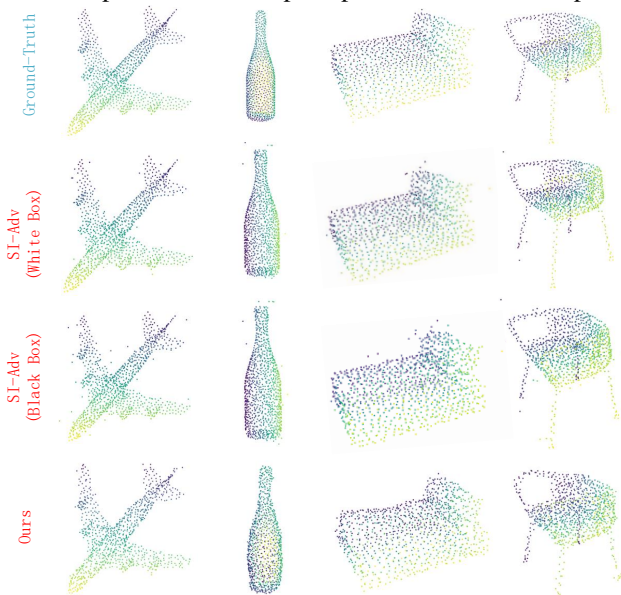 Ground-Truth
SI-Adv
(White Box)
SI-Adv
(Black Box)
Ours